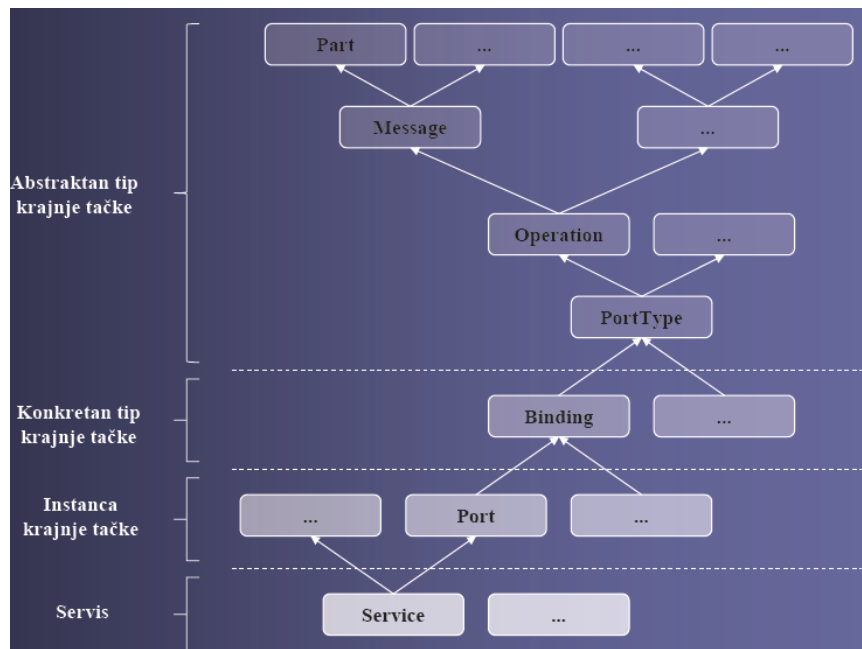 Part
...
...
...
Message
...
Abstraktan tip
krajnje tačke
Operation
...
PortType
Konkretan tip
krajnje tačke
Binding
...
Instanca
krajnje tačke
...
Port
...
Servis
Service
...